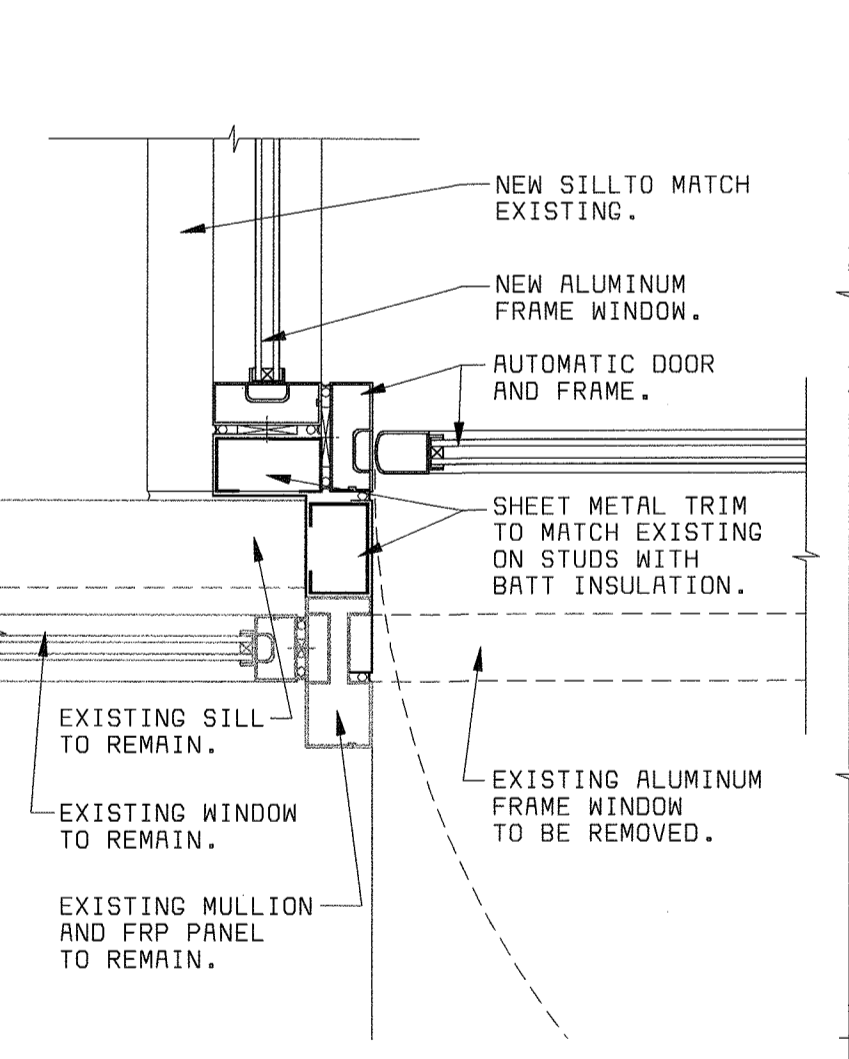 NEW SILLTO MATCH
EXISTING.
NEW ALUMINUM
FRAME WINDOW.
AUTOMATIC DOOR
AND FRAME.
SHEET METAL TRIM
TO MATCH EXISTING
ON STUDS WITH
BATT INSULATION.
EXISTING SILL
TO REMAIN.
EXISTING WINDOW
TO REMAIN.
EXISTING MULLION
AND FRP PANEL
TO REMAIN.
EXISTING ALUMINUM
FRAME WINDOW
TO BE REMOVED.